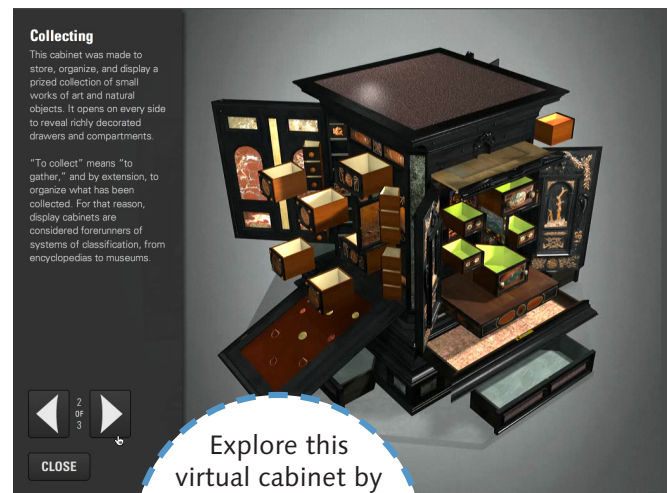 Collecting
This cabinet was made to
store, organize, and display a
prized collection of small
works of art and natural
objects. It opens on every side
to reveal richly decorated
drawers and compartments.
“To collect” means “to
gather,” and by extension, to
organize what has been
collected. For that reason,
display cabinets are
considered forerunners of
systems of classification, from
encyclopedias to museums.
2
OF
3
CLOSE
Explore this
virtual cabinet by